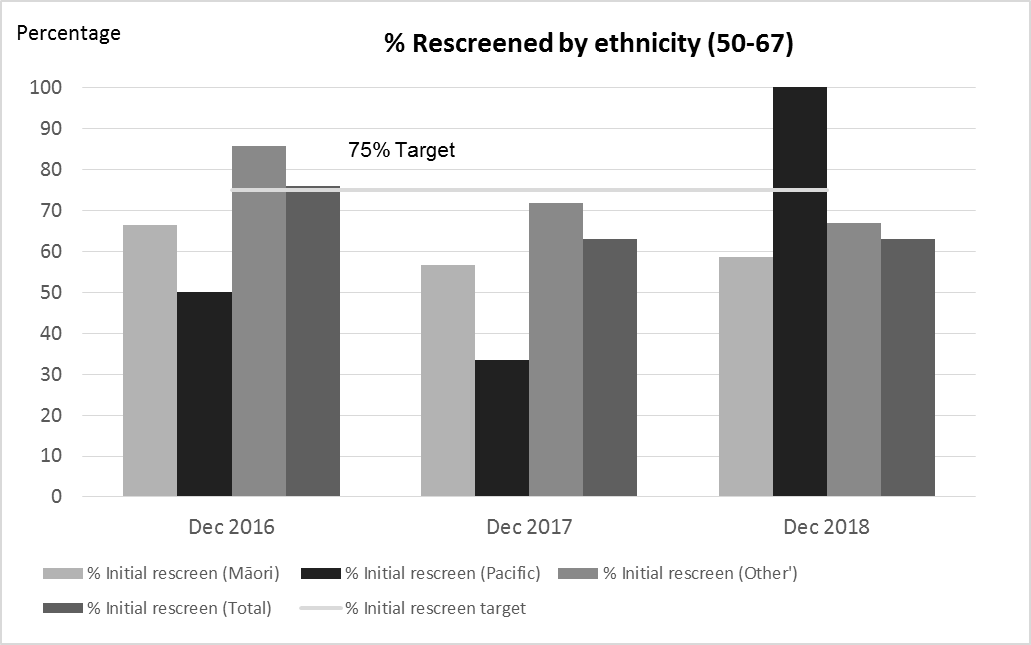 Percentage
% Rescreened by ethnicity (50-67)
100
90
80
70
60
50
40
30
20
10
0
75% Target
Dec 2016 Dec 2017 Dec 2018
% Initial rescreen (Māori) % Initial rescreen (Pacific) % Initial rescreen (Other')
% Initial rescreen (Total) % Initial rescreen target